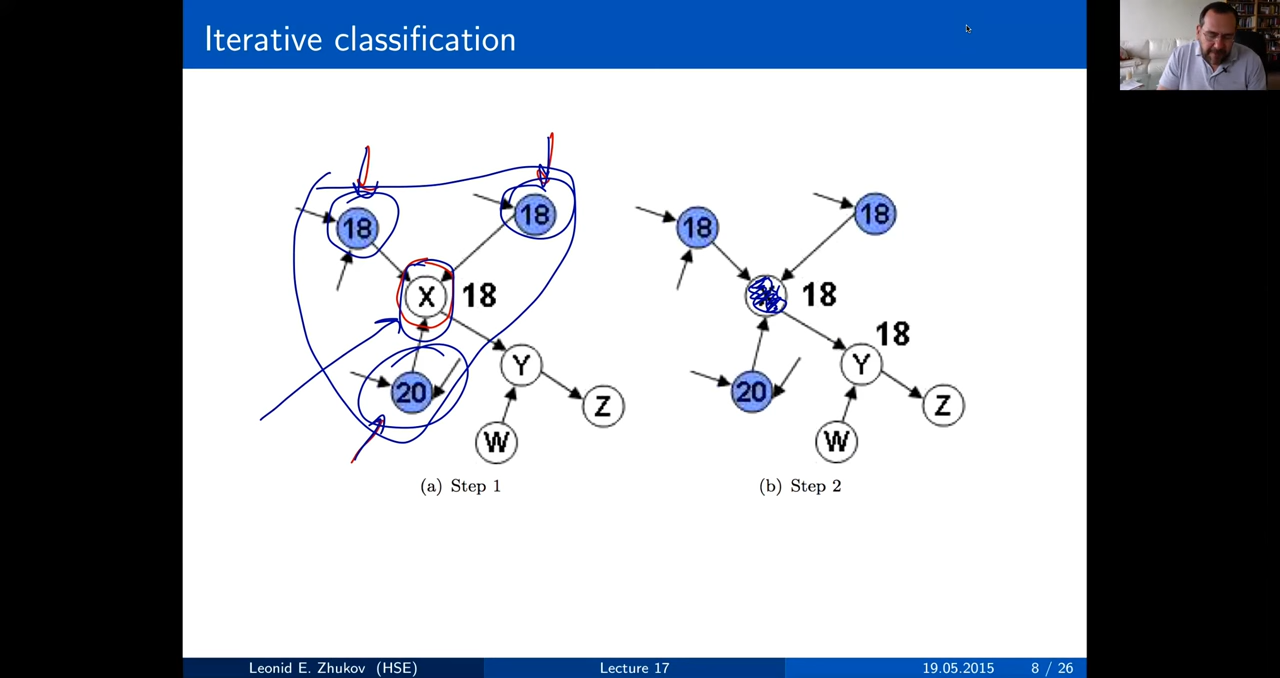 Iterative classification
18
18
X
18
20
Y
Z
W
(a) Step 1
18
18
18
18
20
Y
Z
W
(b) Step 2
Leonid E. Zhukov (HSE)
Lecture 17
19.05.2015
8 / 26